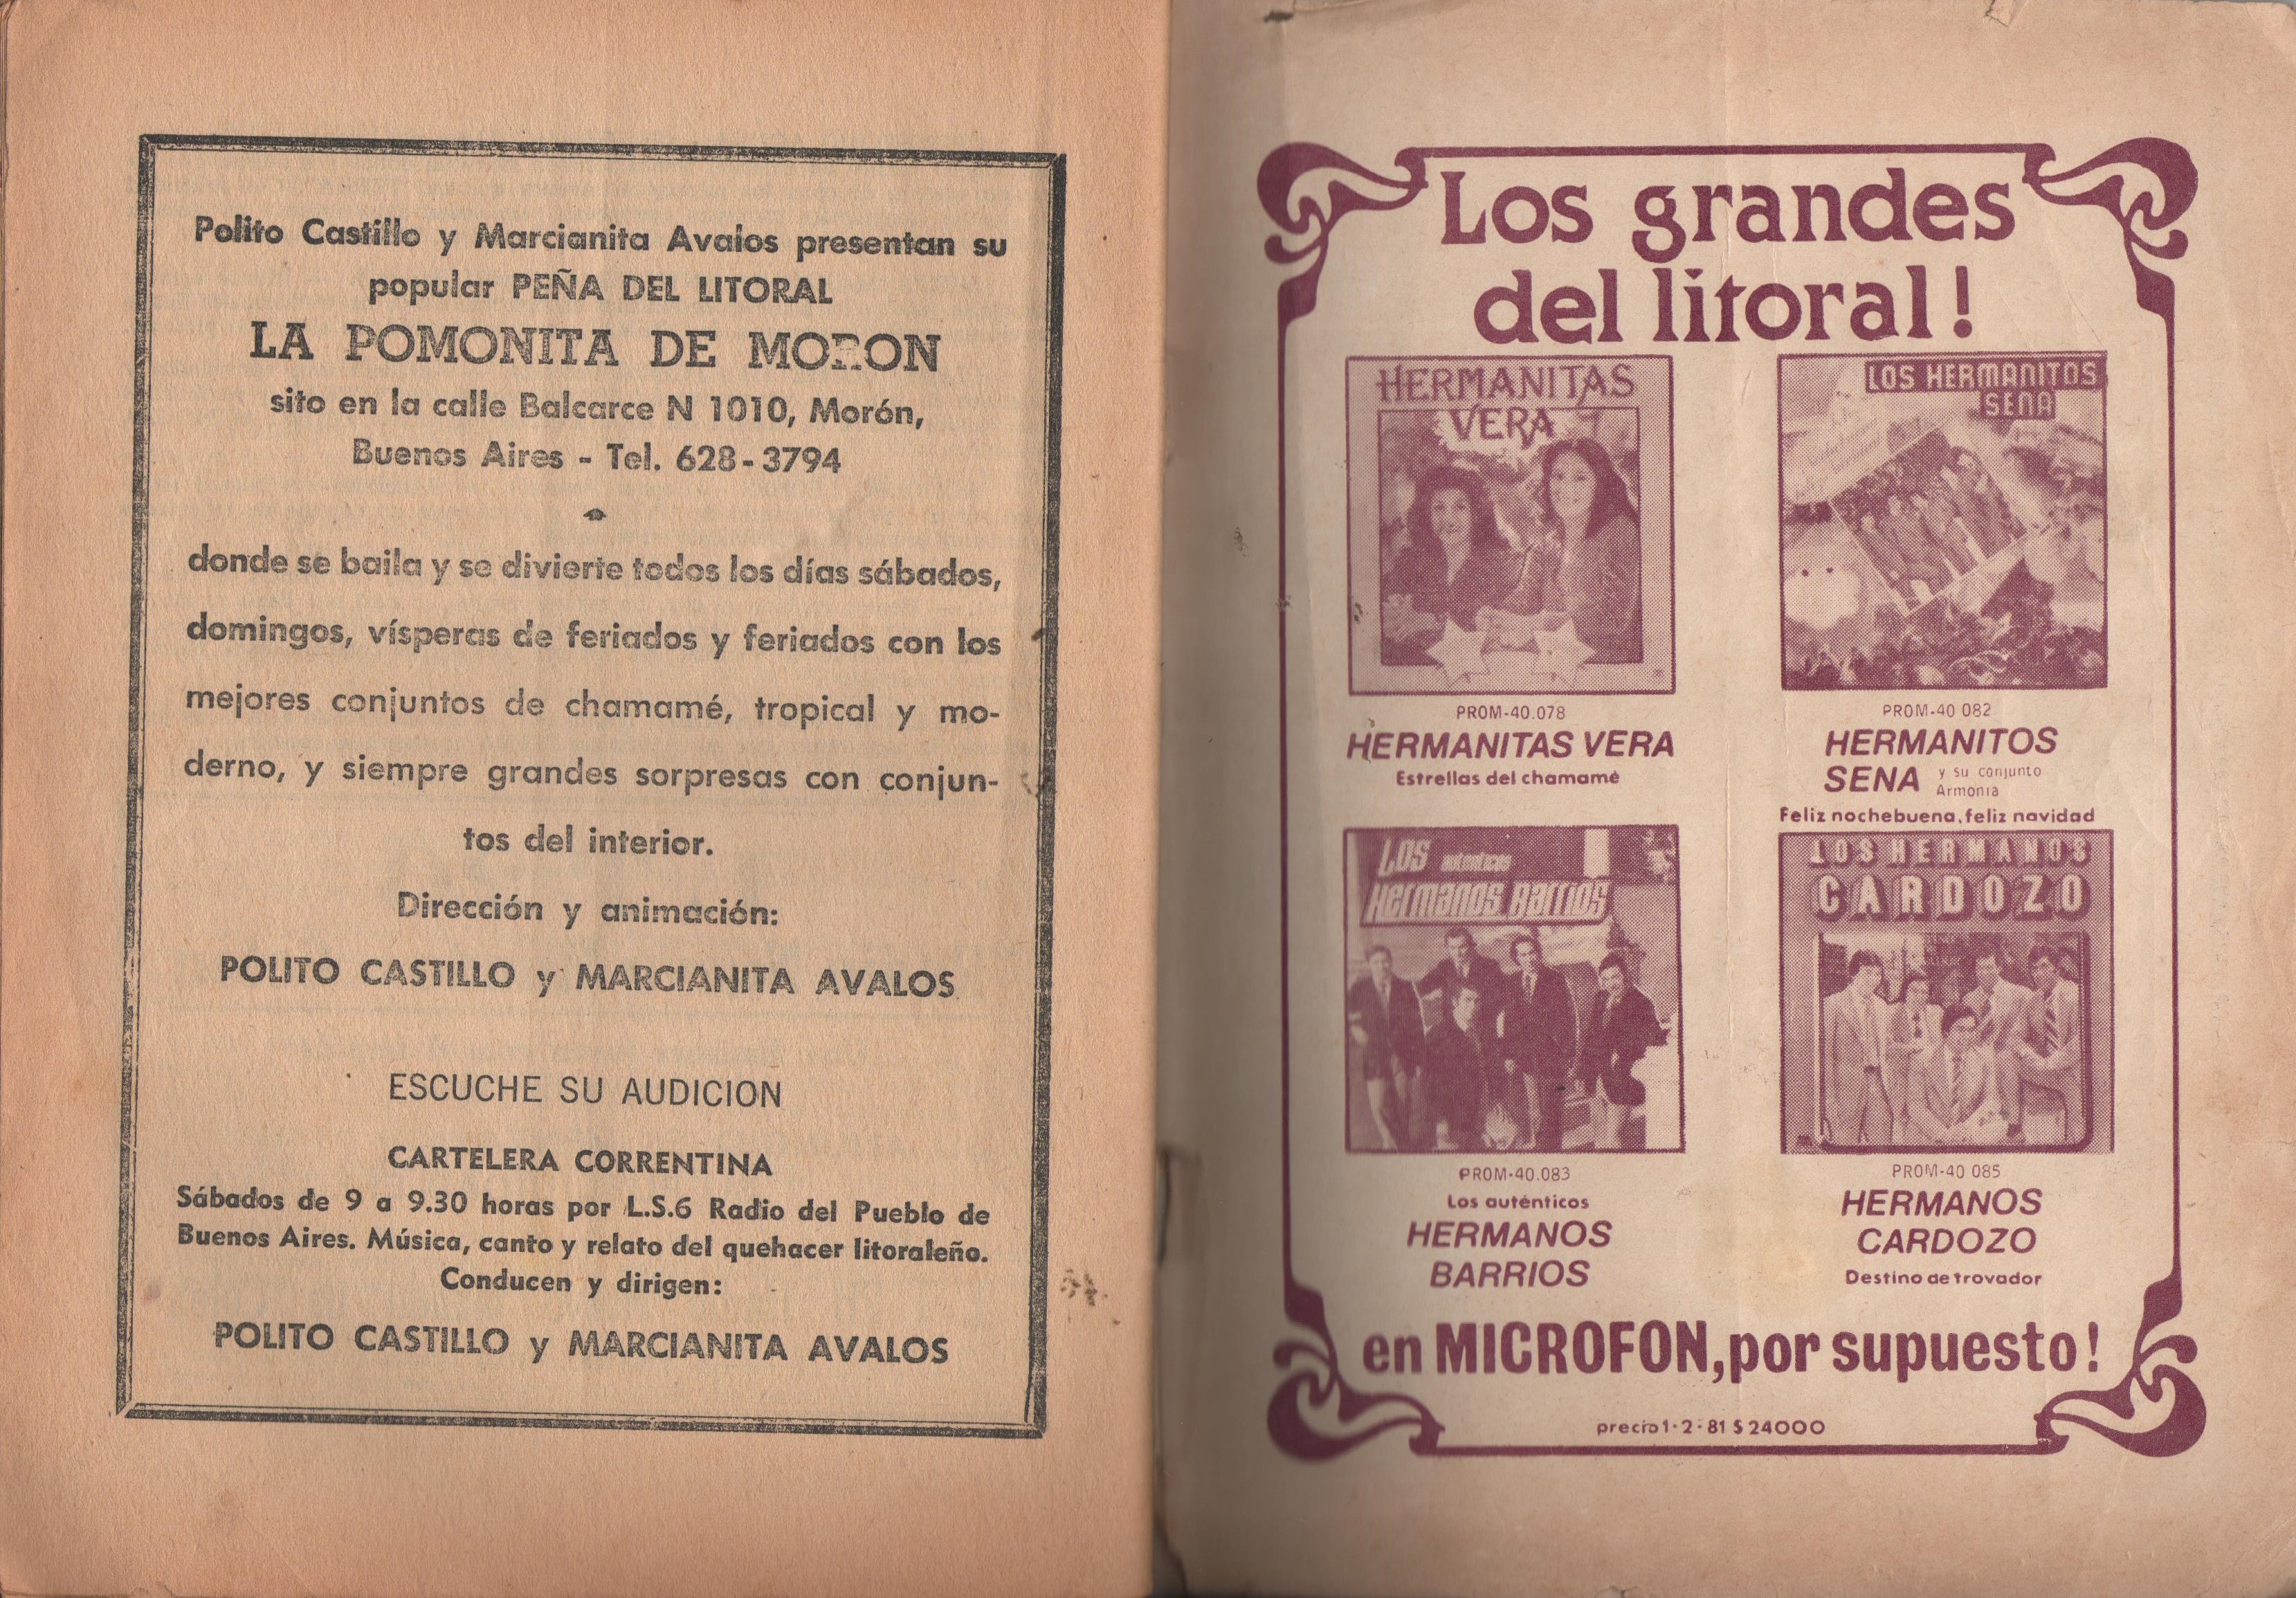 Polito Castillo y Marcianita Avalos presentan su
popular PEÑA DEL LITORAL
LA POMONITA DE MORON
sito en la calle Balcarce N 1010, Morón,
Buenos Aires - Tel. 628-3794
donde se baila y se divierte todos los días sábados,
domingos, vísperas de feriados y feriados con los
mejores conjuntos de chamamé, tropical y mo-
derno, y siempre grandes sorpresas con conjun-
tos del interior.
Dirección y animación:
POLITO CASTILLO y MARCIANITA AVALOS
ESCUCHE SU AUDICION
CARTELERA CORRENTINA
Sábados de 9 a 9.30 horas por L.S.6 Radio del Pueblo de
Buenos Aires. Música, canto y relato del quehacer litoraleño.
Conducen y dirigen:
POLITO CASTILLO y MARCIANITA AVALOS
Los grandes
del litoral!
HERMANITAS
VERA
PROM-40.078
HERMANITAS VERA
Estrellas del chamamé
LOS HERMANITOS
SENA
PROM-40 082
HERMANITOS
SENA y su conjunto
Armonía
Feliz nochebuena, feliz navidad
LOS autenticos
HERMANOS BARRIOS
PROM-40.083
Los auténticos
HERMANOS
BARRIOS
LOS HERMANOS
CARDOZO
PROM-40 085
HERMANOS
CARDOZO
Destino de trovador
en MICROFON, por supuesto!
precio 1-2-81 $ 24000